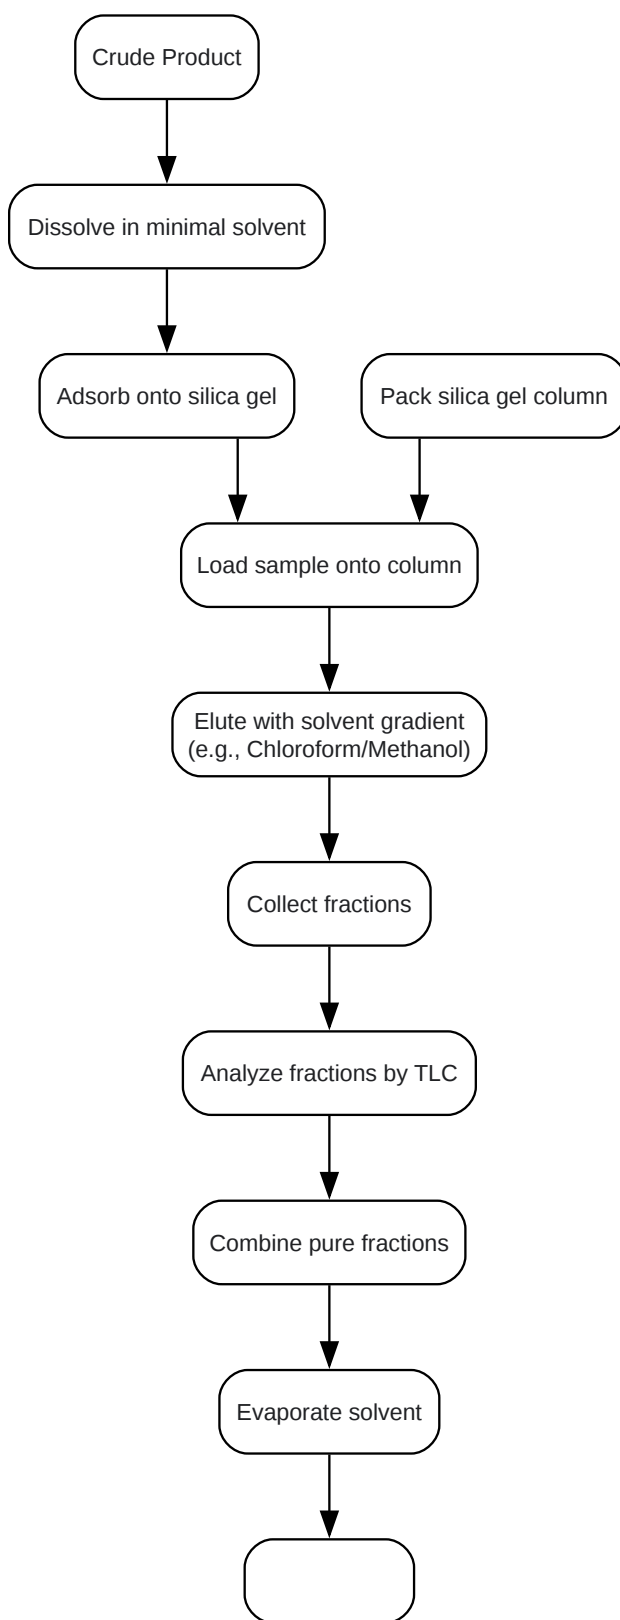 Crude Product
Dissolve in minimal solvent
Adsorb onto silica gel
Pack silica gel column
Load sample onto column
Elute with solvent gradient
(e.g., Chloroform/Methanol)
Collect fractions
Analyze fractions by TLC
Combine pure fractions
Evaporate solvent